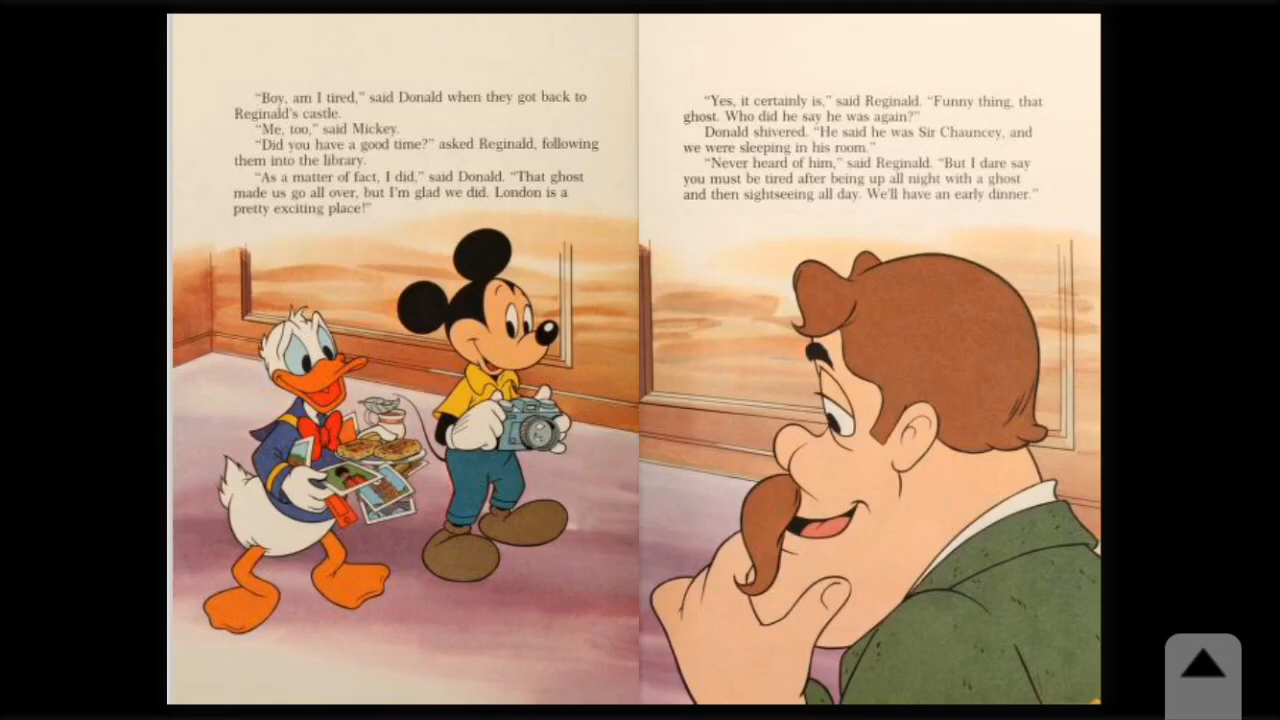 “Boy, am I tired,” said Donald when they got back to
Reginald's castle.
“Me, too,” said Mickey.
“Did you have a good time?” asked Reginald, following
them into the library.
“As a matter of fact, I did,” said Donald. “That ghost
made us go all over, but I'm glad we did. London is a
pretty exciting place!”
“Yes, it certainly is,” said Reginald. “Funny thing, that
ghost. Who did he say he was again?”
Donald shivered. “He said he was Sir Chauncey, and
we were sleeping in his room.”
“Never heard of him,” said Reginald. “But I dare say
you must be tired after being up all night with a ghost
and then sightseeing all day. We'll have an early dinner.”